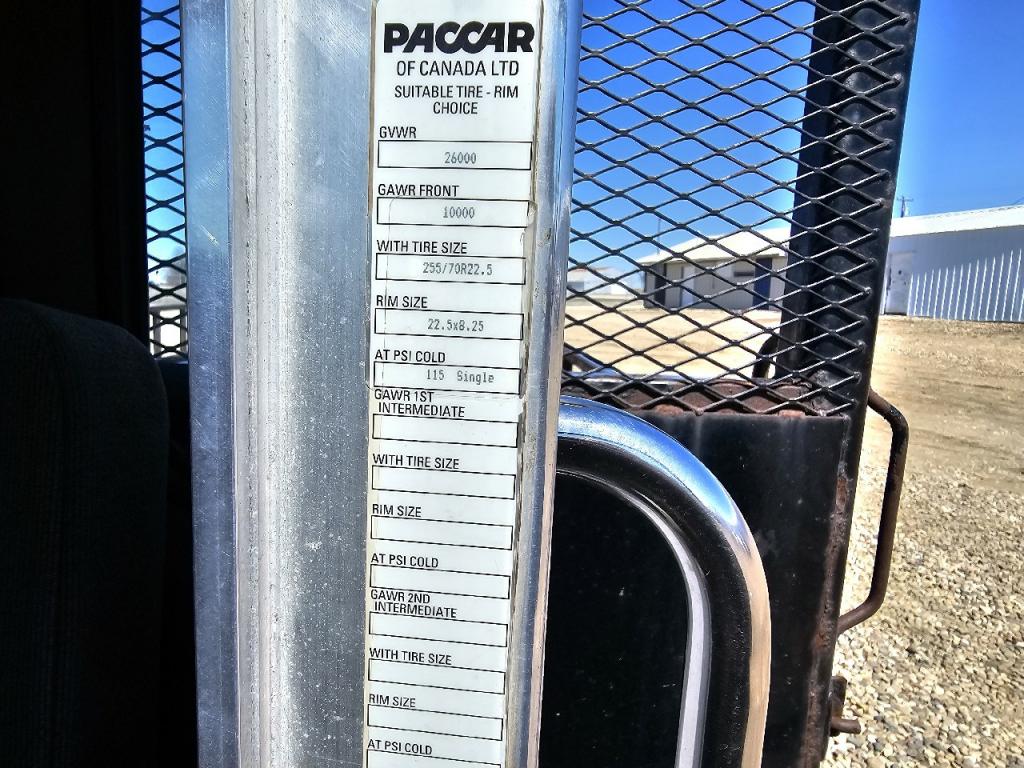 PACCAR
OF CANADA LTD
SUITABLE TIRE - RIM
CHOICE
GVWR
26000
GAWR FRONT
10000
WITH TIRE SIZE
255/70R22.5
RIM SIZE
22.5x8.25
AT PSI COLD
115 Single
GAWR 1ST
INTERMEDIATE
WITH TIRE SIZE
RIM SIZE
AT PSI COLD
GAWR 2ND
INTERMEDIATE
WITH TIRE SIZE
RIM SIZE
AT PSI COLD